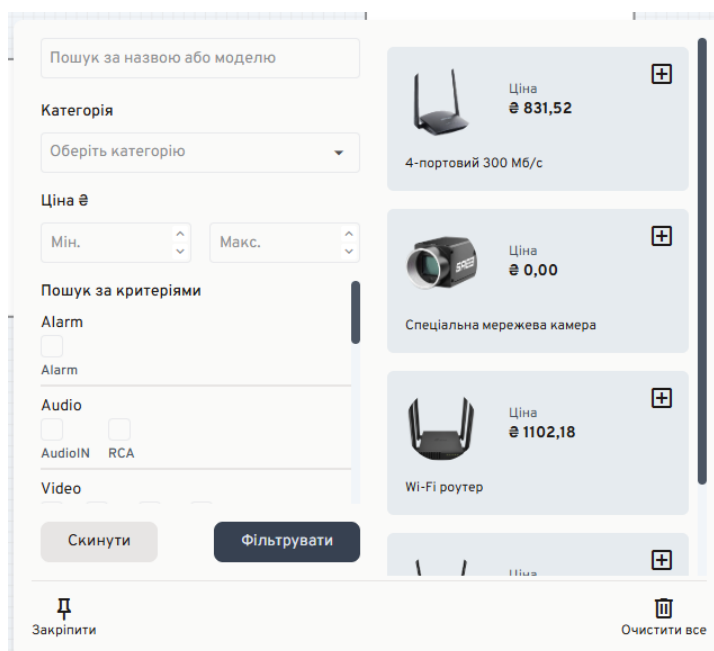 Пошук за назвою або моделю
Категорія
Оберіть категорію
Ціна ₴
Мін.
Макс.
Пошук за критеріями
Alarm
Alarm
Audio
AudioIN RCA
Video
Скинути
Фільтрувати
Ціна
₴ 831,52
4-портовий 300 Мб/с
Ціна
₴ 0,00
Спеціальна мережева камера
Ціна
₴ 1102,18
Wi-Fi роутер
Ціна
Закріпити
Очистити все